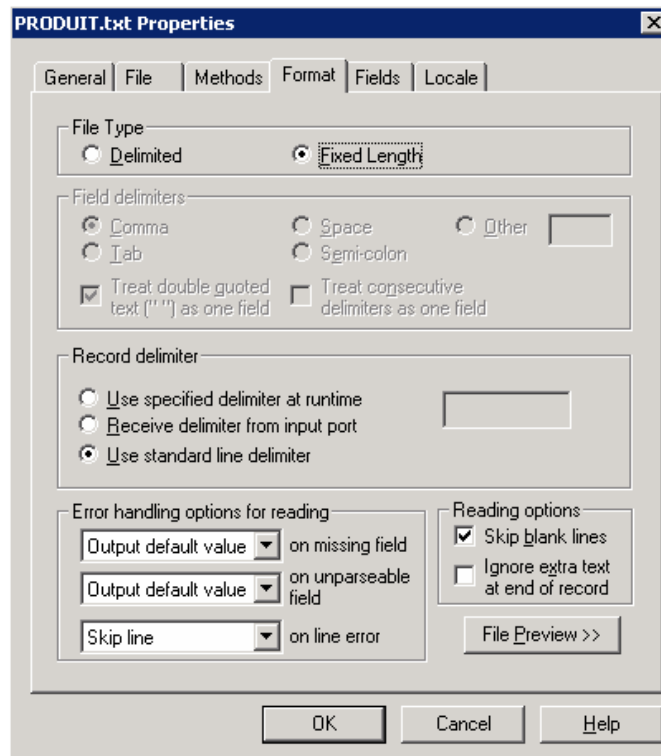 PRODUIT.txt Properties
General File Methods Format Fields Locale
File Type
Delimited Fixed Length
Field delimiters
Comma Space Other
Tab Semi-colon
Treat double quoted text (" ") as one field
Treat consecutive delimiters as one field
Record delimiter
Use specified delimiter at runtime
Receive delimiter from input port
Use standard line delimiter
Error handling options for reading
Output default value on missing field
Output default value on unparseable field
Skip line on line error
Reading options
Skip blank lines
Ignore extra text at end of record
File Preview >>
OK Cancel Help